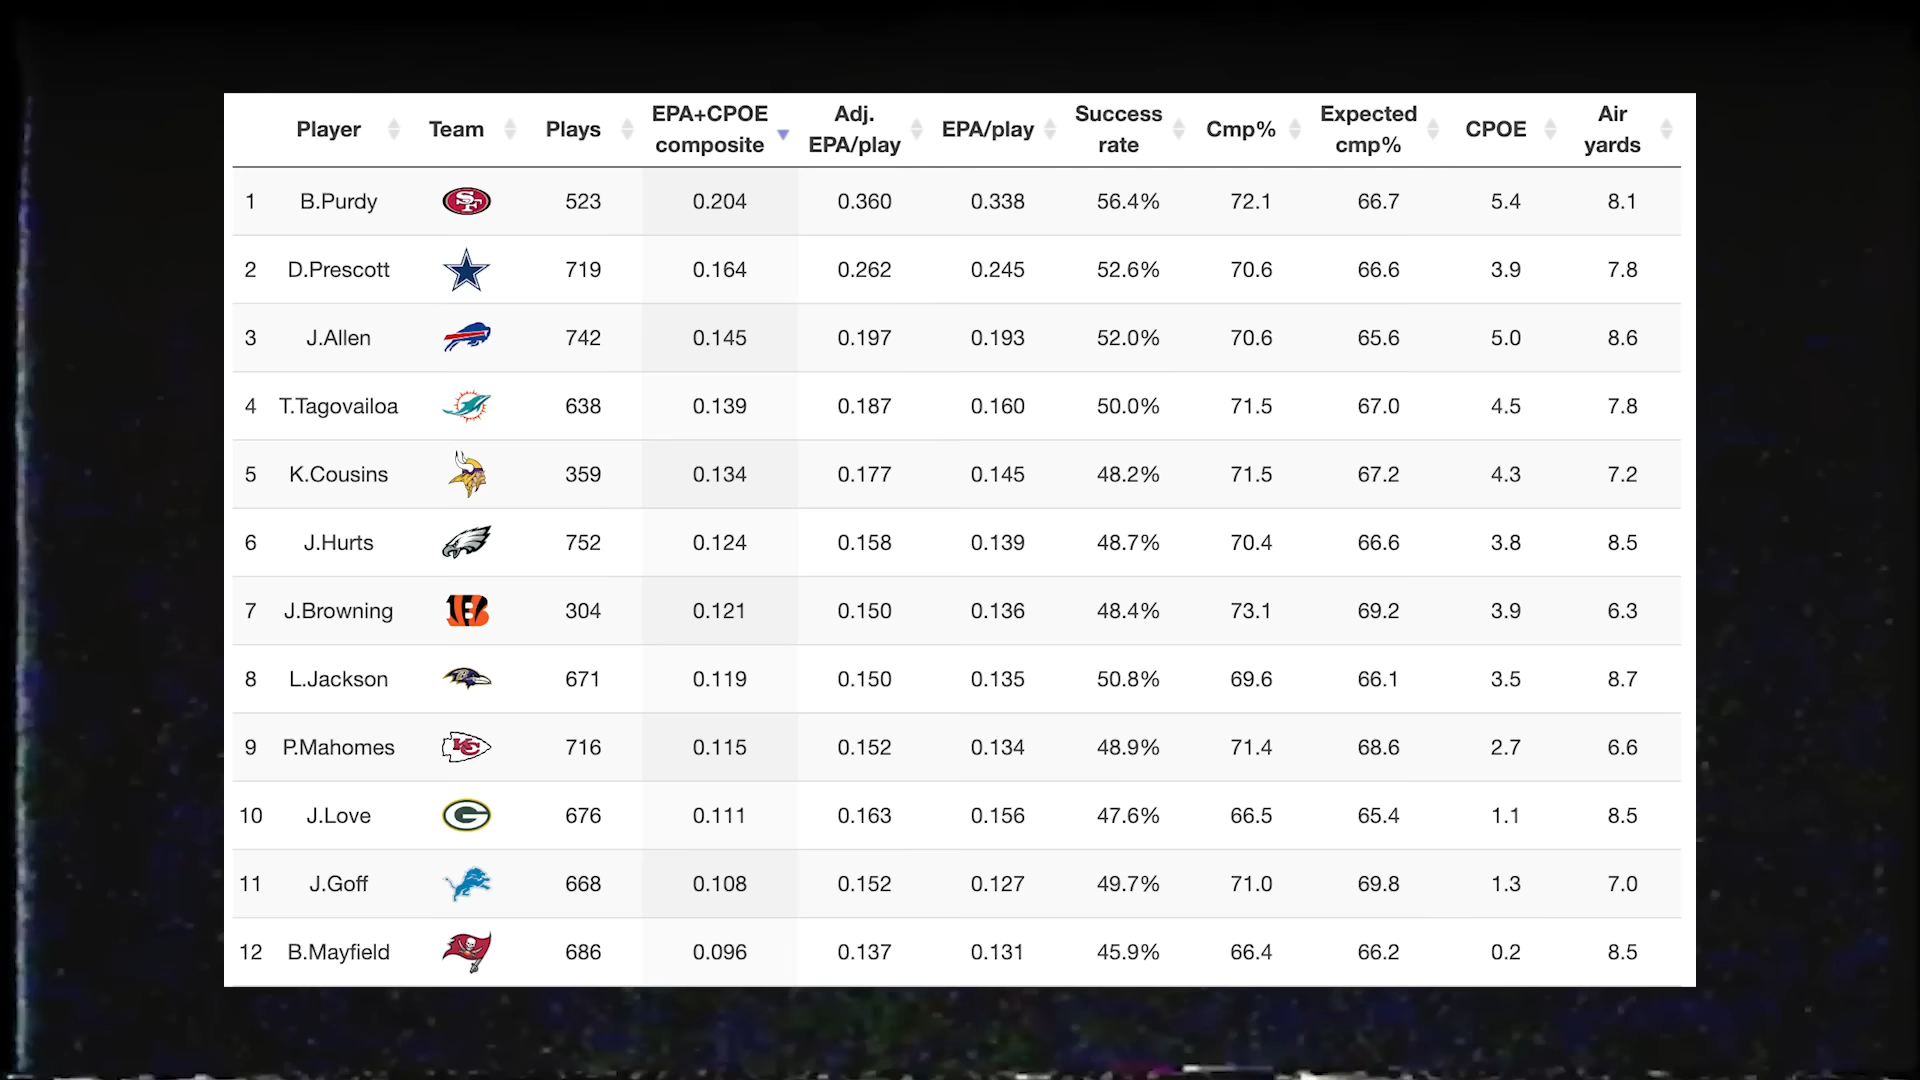 Player Team Plays EPA+CPOE composite Adj. EPA/play EPA/play Success rate Cmp% Expected cmp% CPOE Air yards
1 B.Purdy SF 523 0.204 0.360 0.338 56.4% 72.1 66.7 5.4 8.1
2 D.Prescott 719 0.164 0.262 0.245 52.6% 70.6 66.6 3.9 7.8
3 J.Allen 742 0.145 0.197 0.193 52.0% 70.6 65.6 5.0 8.6
4 T.Tagovailoa 638 0.139 0.187 0.160 50.0% 71.5 67.0 4.5 7.8
5 K.Cousins 359 0.134 0.177 0.145 48.2% 71.5 67.2 4.3 7.2
6 J.Hurts 752 0.124 0.158 0.139 48.7% 70.4 66.6 3.8 8.5
7 J.Browning B 304 0.121 0.150 0.136 48.4% 73.1 69.2 3.9 6.3
8 L.Jackson B 671 0.119 0.150 0.135 50.8% 69.6 66.1 3.5 8.7
9 P.Mahomes KC 716 0.115 0.152 0.134 48.9% 71.4 68.6 2.7 6.6
10 J.Love G 676 0.111 0.163 0.156 47.6% 66.5 65.4 1.1 8.5
11 J.Goff 668 0.108 0.152 0.127 49.7% 71.0 69.8 1.3 7.0
12 B.Mayfield 686 0.096 0.137 0.131 45.9% 66.4 66.2 0.2 8.5